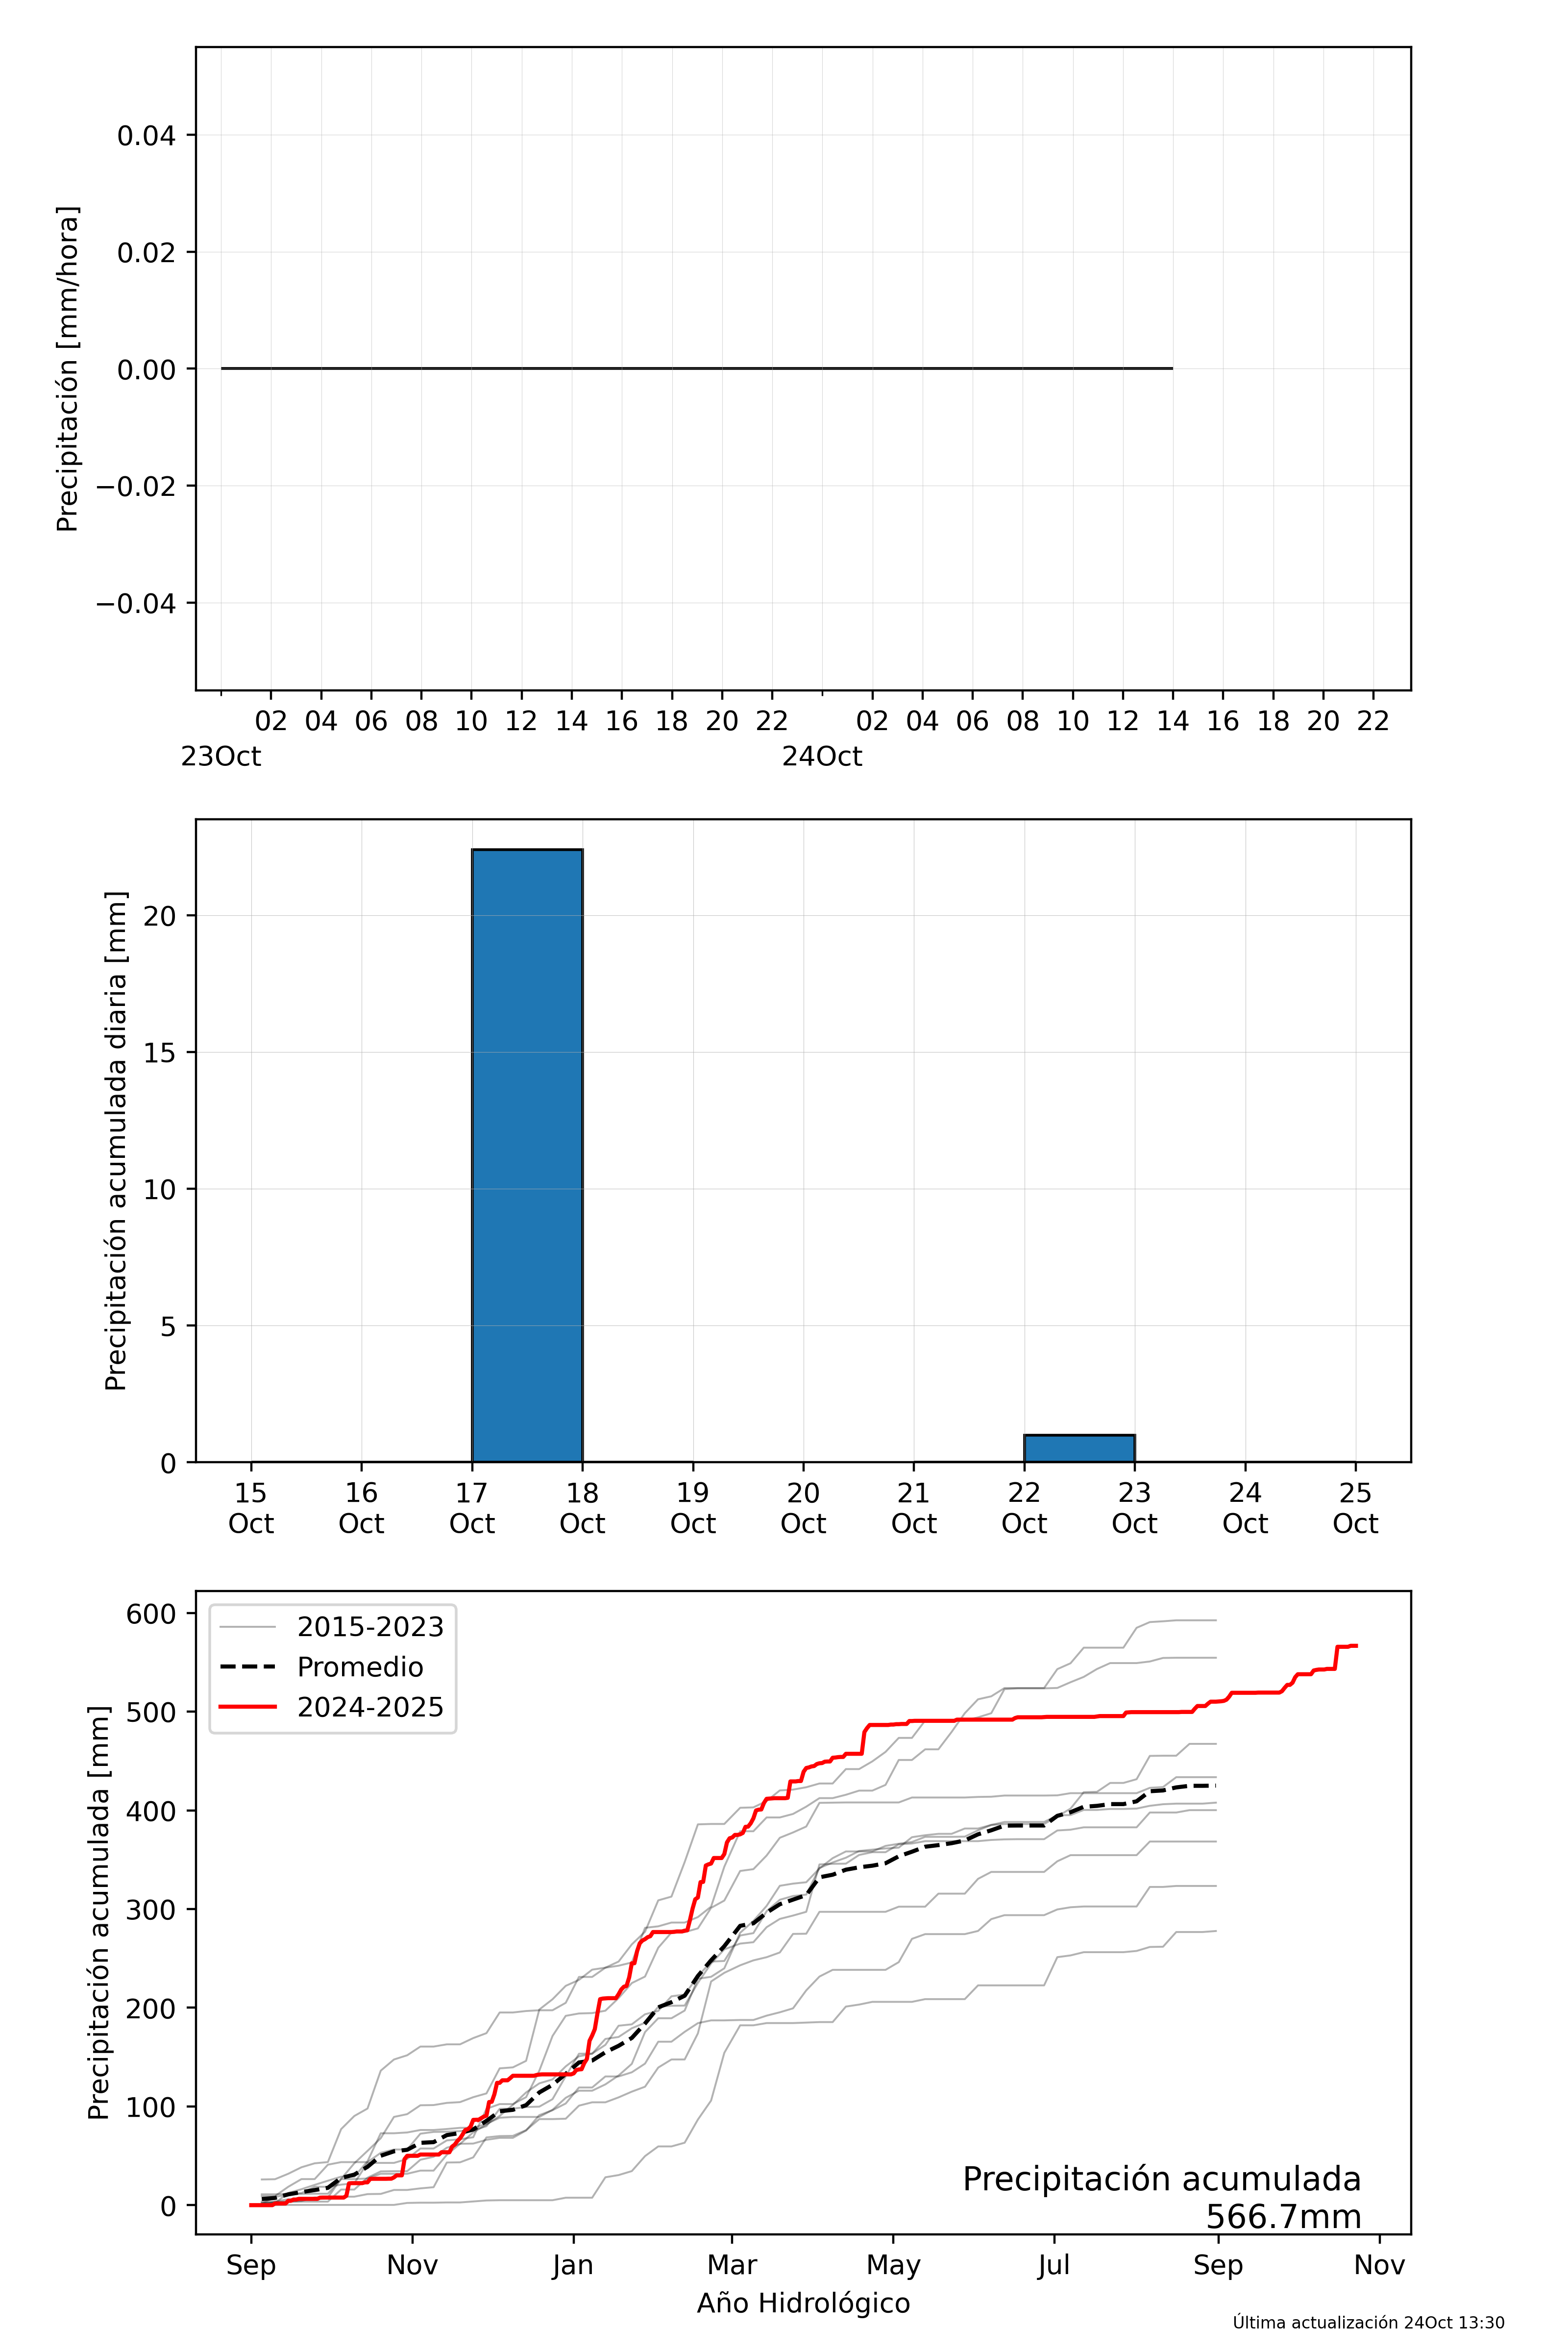 Precipitación [mm/hora]
0.04
0.02
0.00
−0.02
−0.04
02 04 06 08 10 12 14 16 18 20 22 02 04 06 08 10 12 14 16 18 20 22
23Oct 24Oct
Precipitación acumulada diaria [mm]
20
15
10
5
0
15 16 17 18 19 20 21 22 23 24 25
Oct Oct Oct Oct Oct Oct Oct Oct Oct Oct Oct
Precipitación acumulada [mm]
600
500
400
300
200
100
0
2015-2023
Promedio
2024-2025
Precipitación acumulada
566.7mm
Sep Nov Jan Mar May Jul Sep Nov
Año Hidrológico
Última actualización 24Oct 13:30